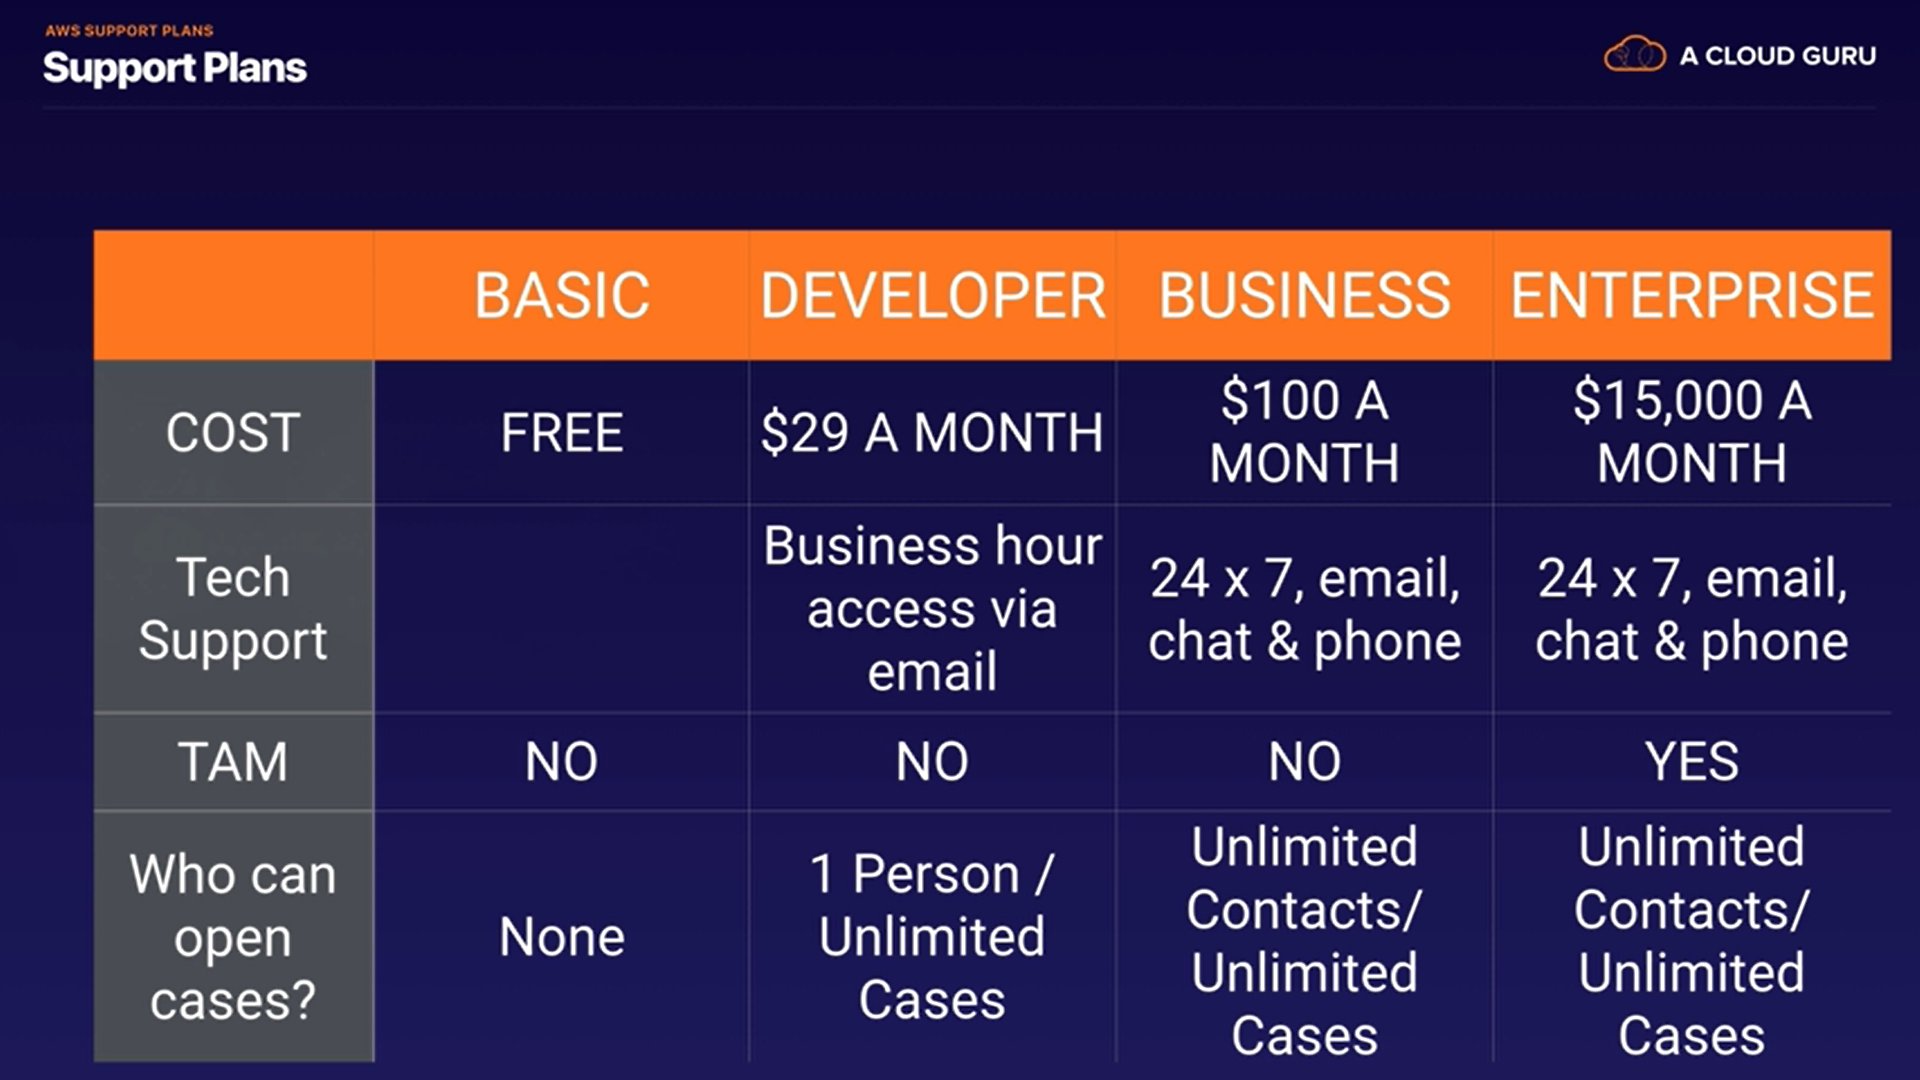 AWS SUPPORT PLANS
Support Plans
A CLOUD GURU
BASIC DEVELOPER BUSINESS ENTERPRISE
COST
FREE
$29 A MONTH
$100 A
MONTH
$15,000 A
MONTH
Tech
Support
Business hour
access via
email
24 x 7, email,
chat & phone
24 x 7, email,
chat & phone
TAM
NO
NO
NO
YES
Who can
open
cases?
None
1 Person /
Unlimited
Cases
Unlimited
Contacts/
Unlimited
Cases
Unlimited
Contacts/
Unlimited
Cases